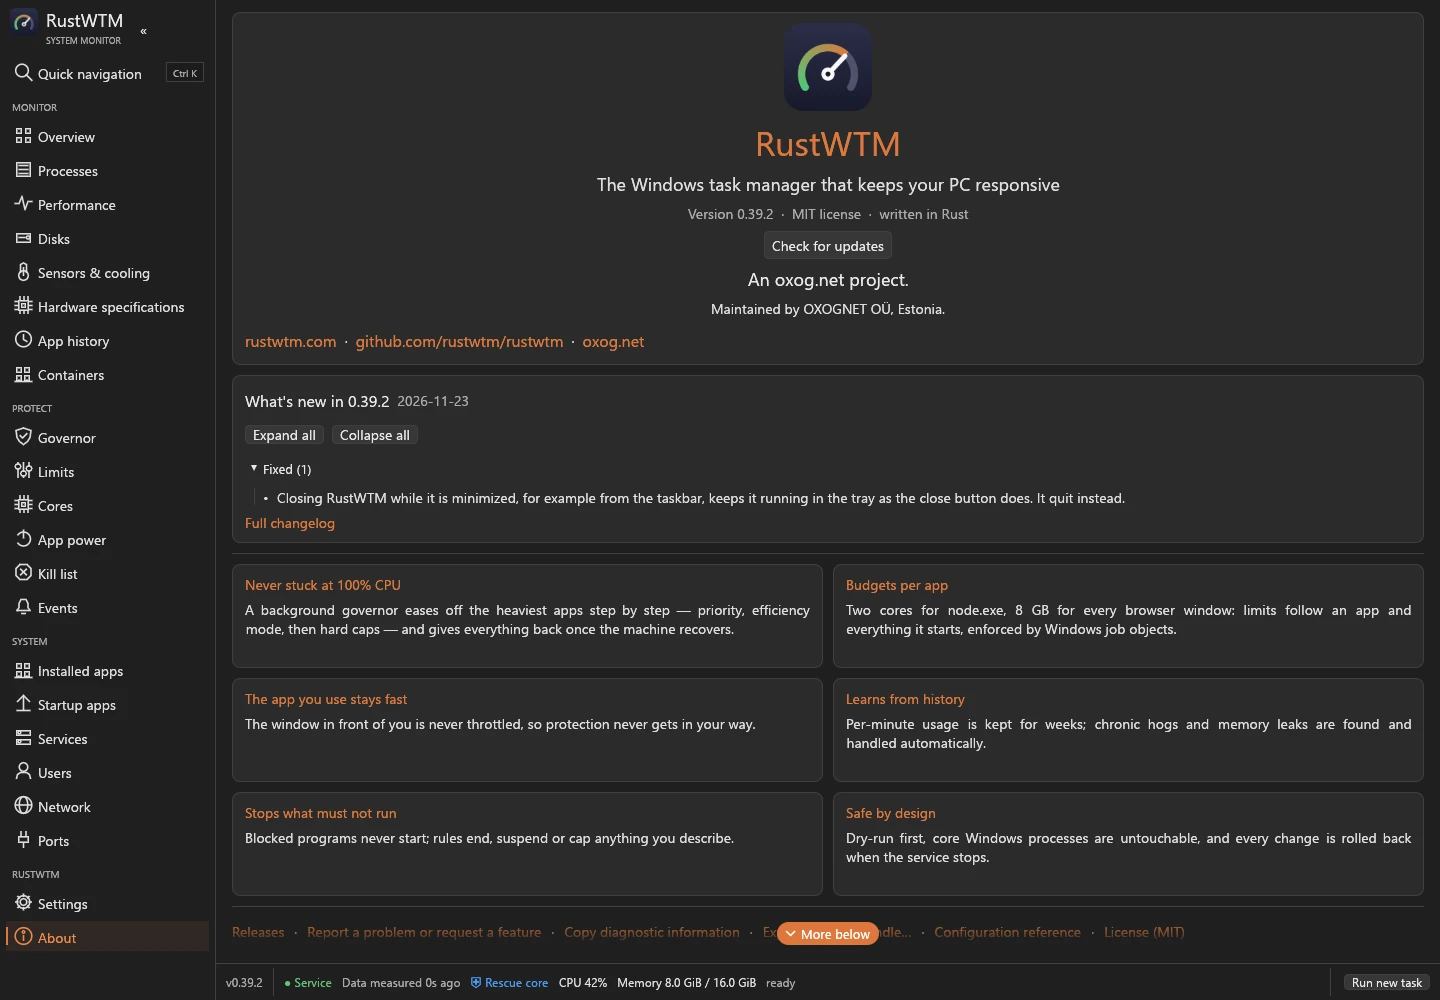 RustWTM
SYSTEM MONITOR
«
Quick navigation
Ctrl K
MONITOR
Overview
Processes
Performance
Disks
Sensors & cooling
Hardware specifications
App history
Containers
PROTECT
Governor
Limits
Cores
App power
Kill list
Events
SYSTEM
Installed apps
Startup apps
Services
Users
Network
Ports
RUSTWTM
Settings
About
RustWTM
The Windows task manager that keeps your PC responsive
Version 0.39.2 · MIT license · written in Rust
Check for updates
An oxog.net project.
Maintained by OXOGNET OÜ, Estonia.
rustwtm.com · github.com/rustwtm/rustwtm · oxog.net
What's new in 0.39.2 2026-11-23
Expand all Collapse all
Fixed (1)
• Closing RustWTM while it is minimized, for example from the taskbar, keeps it running in the tray as the close button does. It quit instead.
Full changelog
Never stuck at 100% CPU
A background governor eases off the heaviest apps step by step — priority, efficiency
mode, then hard caps — and gives everything back once the machine recovers.
Budgets per app
Two cores for node.exe, 8 GB for every browser window: limits follow an app and
everything it starts, enforced by Windows job objects.
The app you use stays fast
The window in front of you is never throttled, so protection never gets in your way.
Learns from history
Per-minute usage is kept for weeks; chronic hogs and memory leaks are found and
handled automatically.
Stops what must not run
Blocked programs never start; rules end, suspend or cap anything you describe.
Safe by design
Dry-run first, core Windows processes are untouchable, and every change is rolled back
when the service stops.
Releases · Report a problem or request a feature · Copy diagnostic information · · Configuration reference · License (MIT)
More below
v0.39.2
Service Data measured 0s ago Rescue core CPU 42% Memory 8.0 GiB / 16.0 GiB ready
Run new task